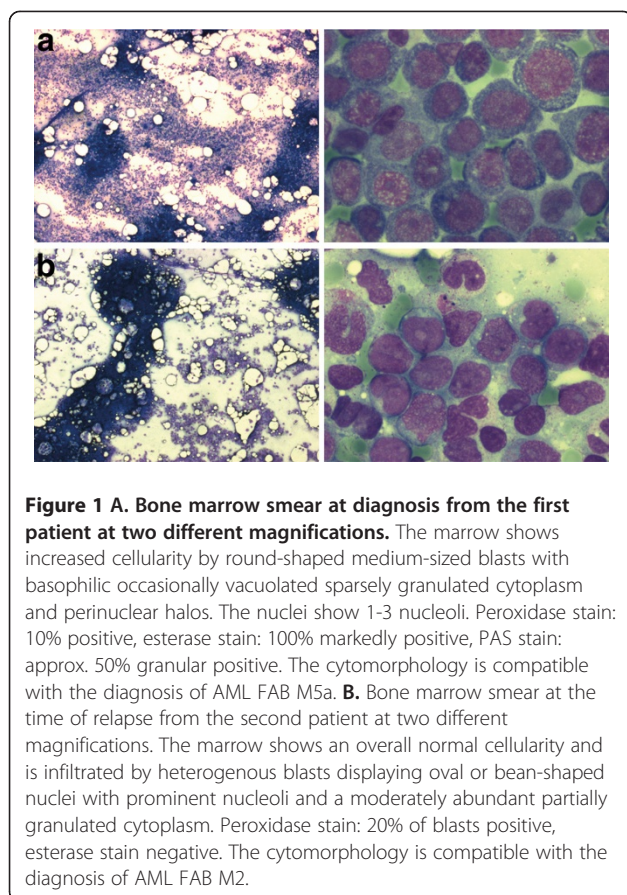 a
b
Figure 1 A. Bone marrow smear at diagnosis from the first
patient at two different magnifications. The marrow shows
increased cellularity by round-shaped medium-sized blasts with
basophilic occasionally vacuolated sparsely granulated cytoplasm
and perinuclear halos. The nuclei show 1-3 nucleoli. Peroxidase stain:
10% positive, esterase stain: 100% markedly positive, PAS stain:
approx. 50% granular positive. The cytomorphology is compatible
with the diagnosis of AML FAB M5a. B. Bone marrow smear at the
time of relapse from the second patient at two different
magnifications. The marrow shows an overall normal cellularity and
is infiltrated by heterogenous blasts displaying oval or bean-shaped
nuclei with prominent nucleoli and a moderately abundant partially
granulated cytoplasm. Peroxidase stain: 20% of blasts positive,
esterase stain negative. The cytomorphology is compatible with the
diagnosis of AML FAB M2.